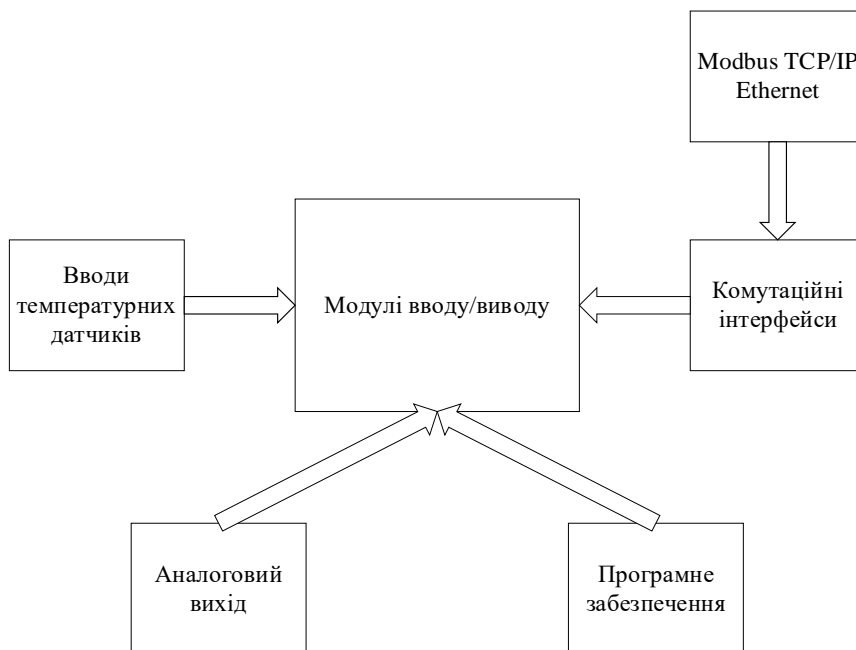 Modbus TCP/IP
Ethernet
Вводи
температурних
датчиків
Модулі вводу/виводу
Комутаційні
інтерфейси
Аналоговий
вихід
Програмне
забезпечення